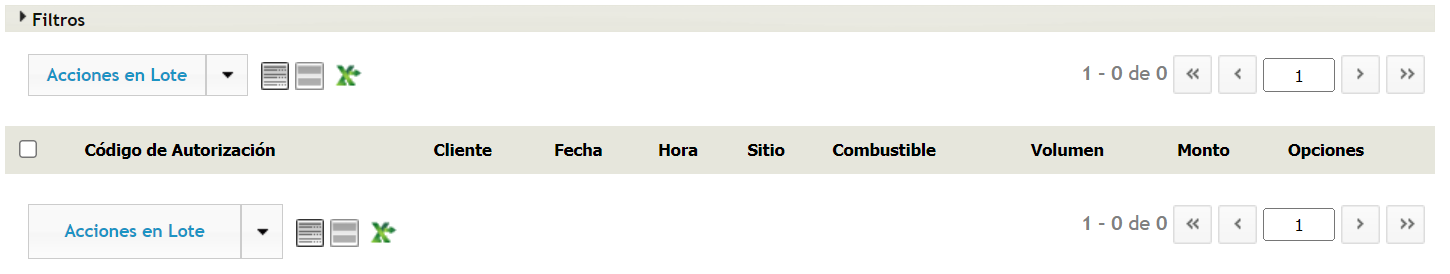 Filtros
Acciones en Lote 1 - 0 de 0 « ‹ 1 › »
Código de Autorización Cliente Fecha Hora Sitio Combustible Volumen Monto Opciones
Acciones en Lote 1 - 0 de 0 « ‹ 1 › »